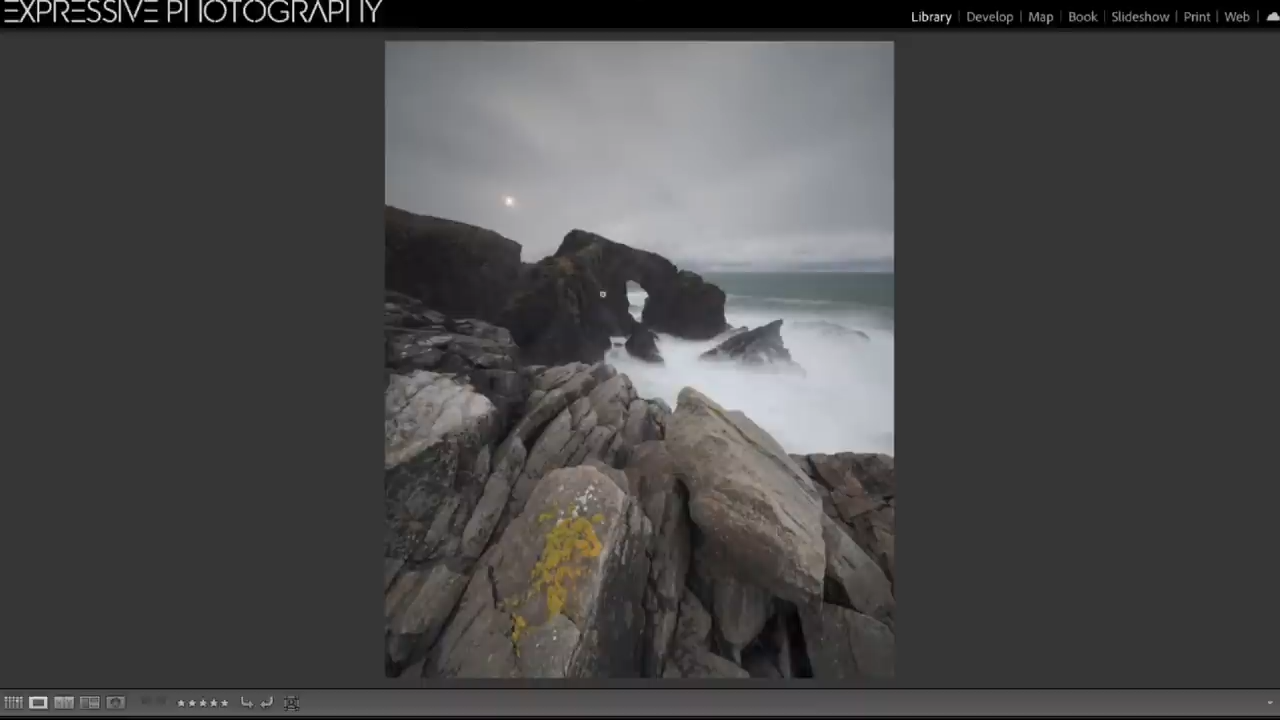 EXPRESSIVE PHOTOGRAPHY
Library | Develop | Map | Book | Slideshow | Print | Web |